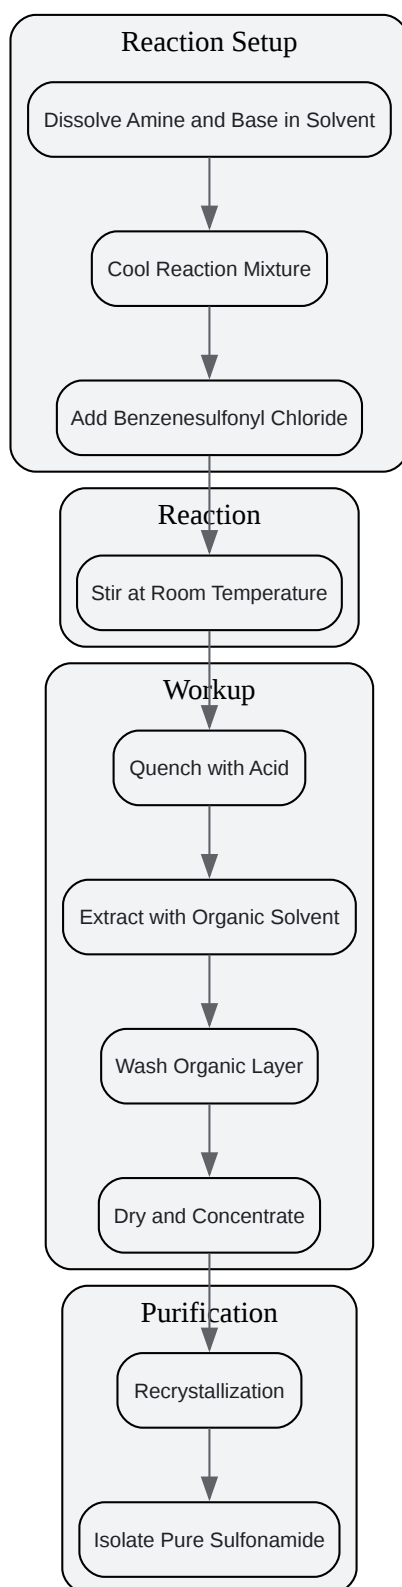 Reaction Setup
Dissolve Amine and Base in Solvent
Cool Reaction Mixture
Add Benzenesulfonyl Chloride
Reaction
Stir at Room Temperature
Workup
Quench with Acid
Extract with Organic Solvent
Wash Organic Layer
Dry and Concentrate
Purification
Recrystallization
Isolate Pure Sulfonamide